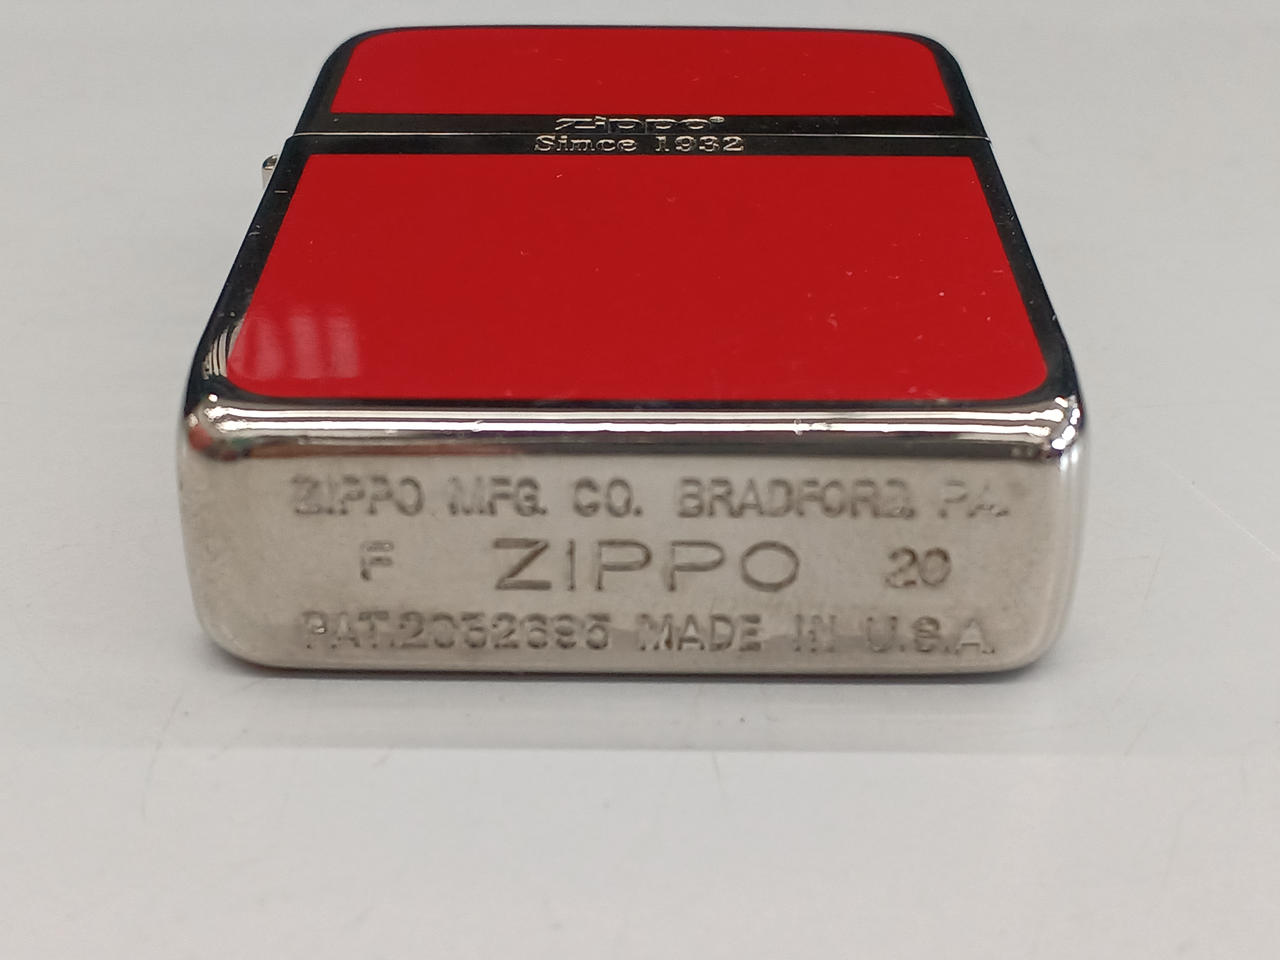 Zippo®
Since 1932
ZIPPO MFG. CO. BRADFORD, PA.
F ZIPPO 20
PAT.2032695 MADE IN U.S.A.